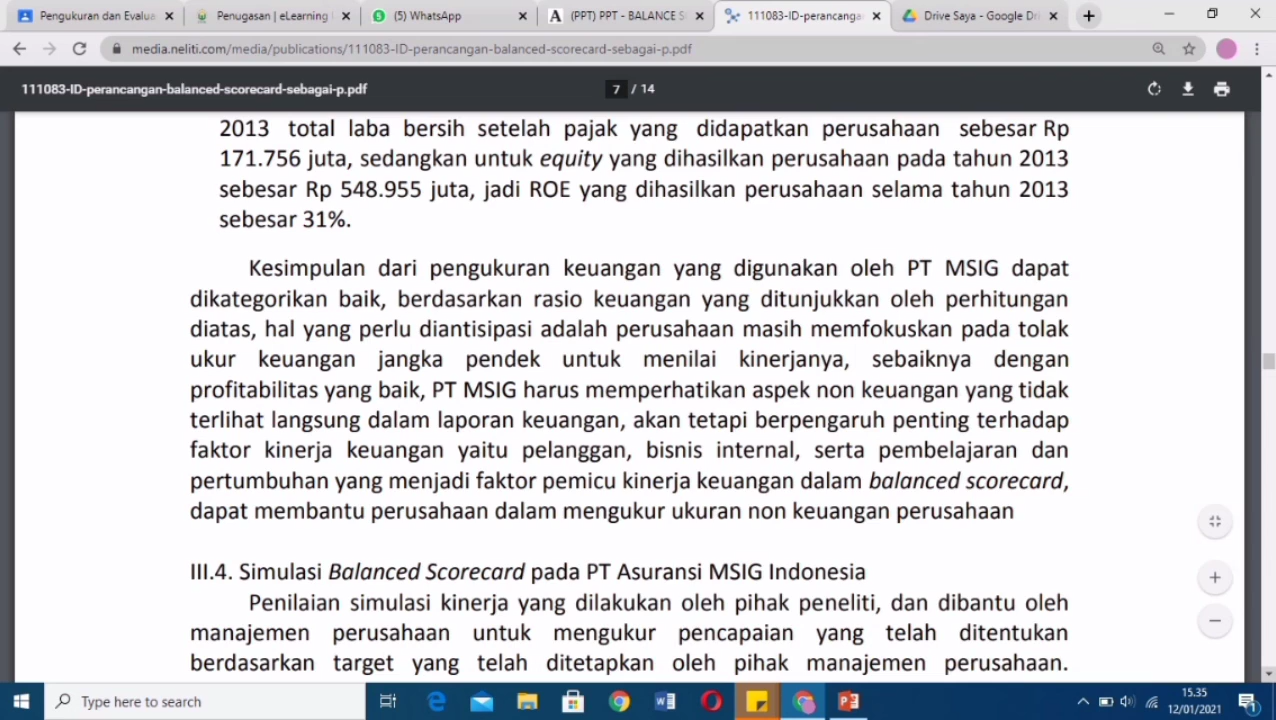 Pengukuran dan Evalua
Penugasan | eLearning
(5) WhatsApp
(PPT) PPT - BALANCE S
111083-ID-perancanga
Drive Saya - Google Dri
media.neliti.com/media/publications/111083-ID-perancangan-balanced-scorecard-sebagai-p.pdf
111083-ID-perancangan-balanced-scorecard-sebagai-p.pdf
7 / 14
2013 total laba bersih setelah pajak yang didapatkan perusahaan sebesar Rp
171.756 juta, sedangkan untuk equity yang dihasilkan perusahaan pada tahun 2013
sebesar Rp 548.955 juta, jadi ROE yang dihasilkan perusahaan selama tahun 2013
sebesar 31%.
Kesimpulan dari pengukuran keuangan yang digunakan oleh PT MSIG dapat
dikategorikan baik, berdasarkan rasio keuangan yang ditunjukkan oleh perhitungan
diatas, hal yang perlu diantisipasi adalah perusahaan masih memfokuskan pada tolak
ukur keuangan jangka pendek untuk menilai kinerjanya, sebaiknya dengan
profitabilitas yang baik, PT MSIG harus memperhatikan aspek non keuangan yang tidak
terlihat langsung dalam laporan keuangan, akan tetapi berpengaruh penting terhadap
faktor kinerja keuangan yaitu pelanggan, bisnis internal, serta pembelajaran dan
pertumbuhan yang menjadi faktor pemicu kinerja keuangan dalam balanced scorecard,
dapat membantu perusahaan dalam mengukur ukuran non keuangan perusahaan
III.4. Simulasi Balanced Scorecard pada PT Asuransi MSIG Indonesia
Penilaian simulasi kinerja yang dilakukan oleh pihak peneliti, dan dibantu oleh
manajemen perusahaan untuk mengukur pencapaian yang telah ditentukan
berdasarkan target yang telah ditetapkan oleh pihak manajemen perusahaan.
Type here to search
15.35
12/01/2021